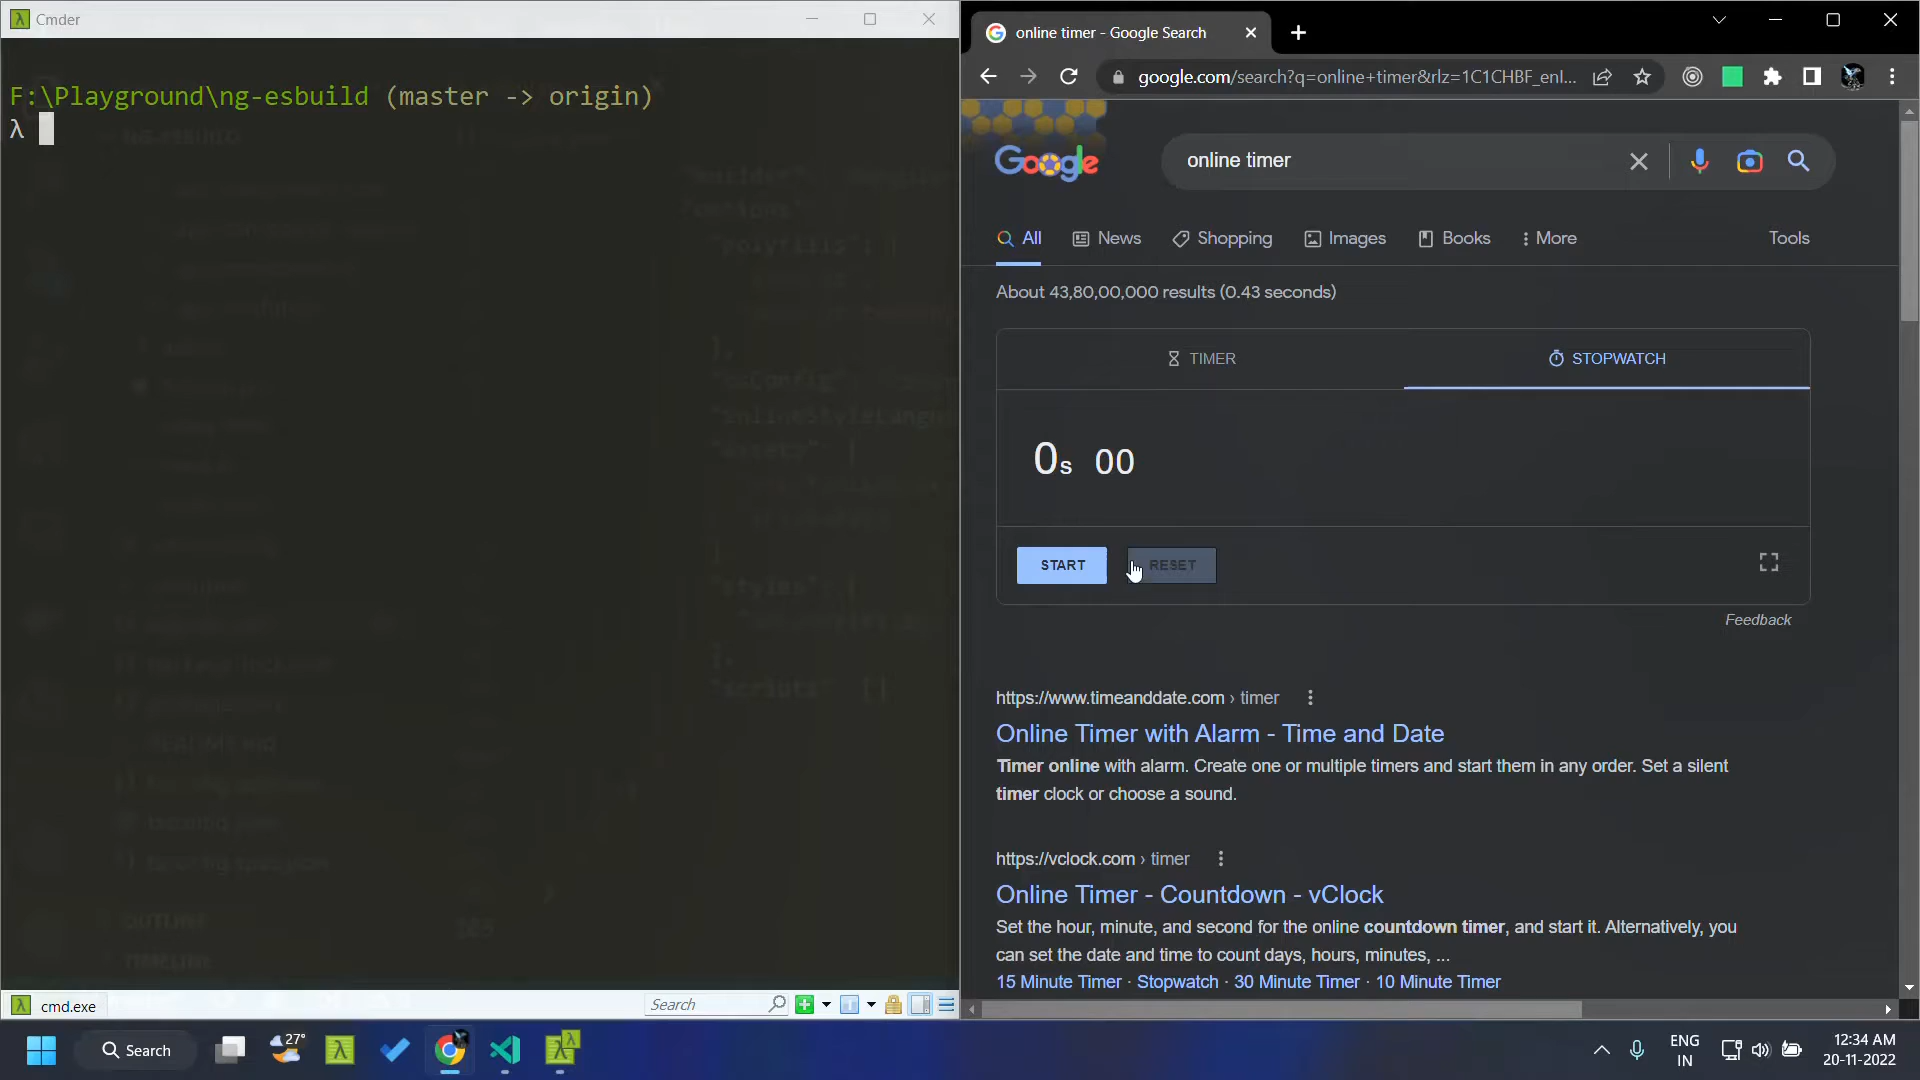 Cmder
F:\Playground\ng-esbuild (master -> origin)
λ
cmd.exe
Search
online timer - Google Search
google.com/search?q=online+timer&rlz=1C1CHBF_enI...
Google
online timer
All
News
Shopping
Images
Books
More
Tools
About 43,80,00,000 results (0.43 seconds)
TIMER
STOPWATCH
0s 00
START
RESET
Feedback
https://www.timeanddate.com › timer
Online Timer with Alarm - Time and Date
Timer online with alarm. Create one or multiple timers and start them in any order. Set a silent
timer clock or choose a sound.
https://vclock.com › timer
Online Timer - Countdown - vClock
Set the hour, minute, and second for the online countdown timer, and start it. Alternatively, you
can set the date and time to count days, hours, minutes, ...
15 Minute Timer · Stopwatch · 30 Minute Timer · 10 Minute Timer
Search
27°
ENG
IN
12:34 AM
20-11-2022